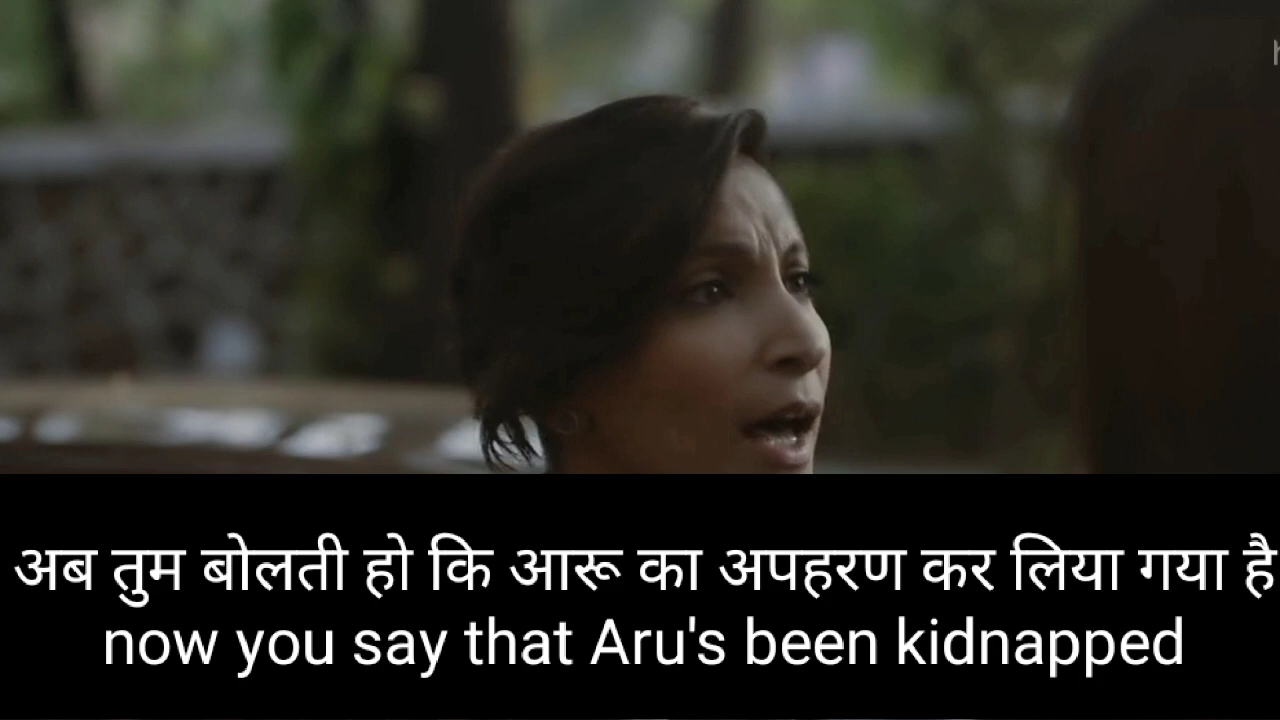 अब तुम बोलती हो कि आरू का अपहरण कर लिया गया है
now you say that Aru's been kidnapped